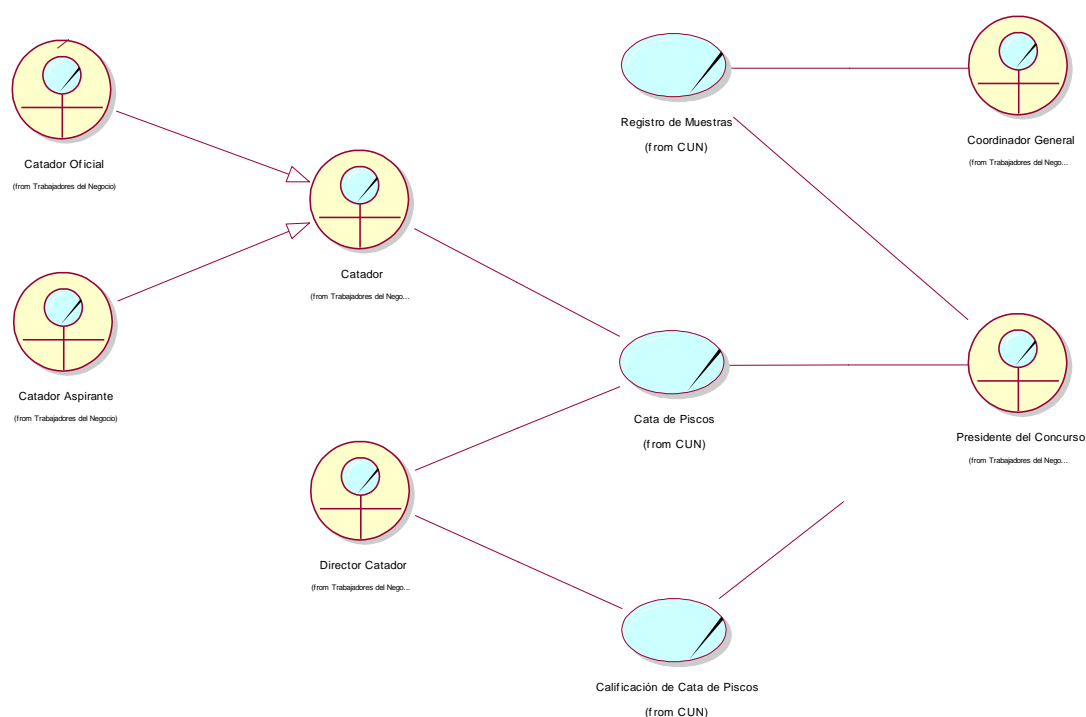 Catador Oficial
(from Trabajadores del Negocio)
Registro de Muestras
(from CUN)
Coordinador General
(from Trabajadores del Nego...
Catador
(from Trabajadores del Nego...
Catador Aspirante
(from Trabajadores del Negocio)
Cata de Piscos
(from CUN)
Presidente del Concurso
(from Trabajadores del Nego...
Director Catador
(from Trabajadores del Nego...
Calificación de Cata de Piscos
(from CUN)